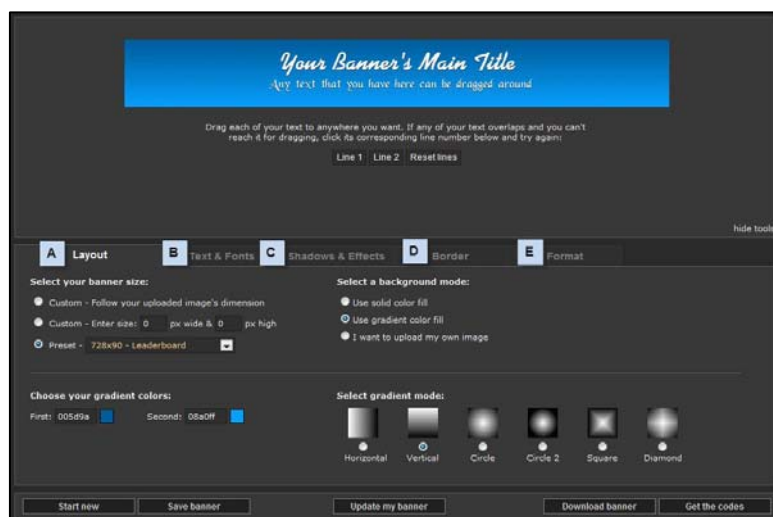 Your Banner's Main Title
Any text that you have here can be dragged around
Drag each of your text to anywhere you want. If any of your text overlaps and you can't
reach it for dragging, click its corresponding line number below and try again:
Line 1 Line 2 Reset lines
hide tools
A Layout B Text & Fonts C Shadows & Effects D Border E Format
Select your banner size:
Custom - Follow your uploaded image's dimension
Custom - Enter size: 0 px wide & 0 px high
Preset - 728x90 - Leaderboard
Select a background mode:
Use solid color fill
Use gradient color fill
I want to upload my own image
Choose your gradient colors:
First: 005d9a Second: 08a0ff
Select gradient mode:
Horizontal Vertical Circle Circle 2 Square Diamond
Start new Save banner Update my banner Download banner Get the codes